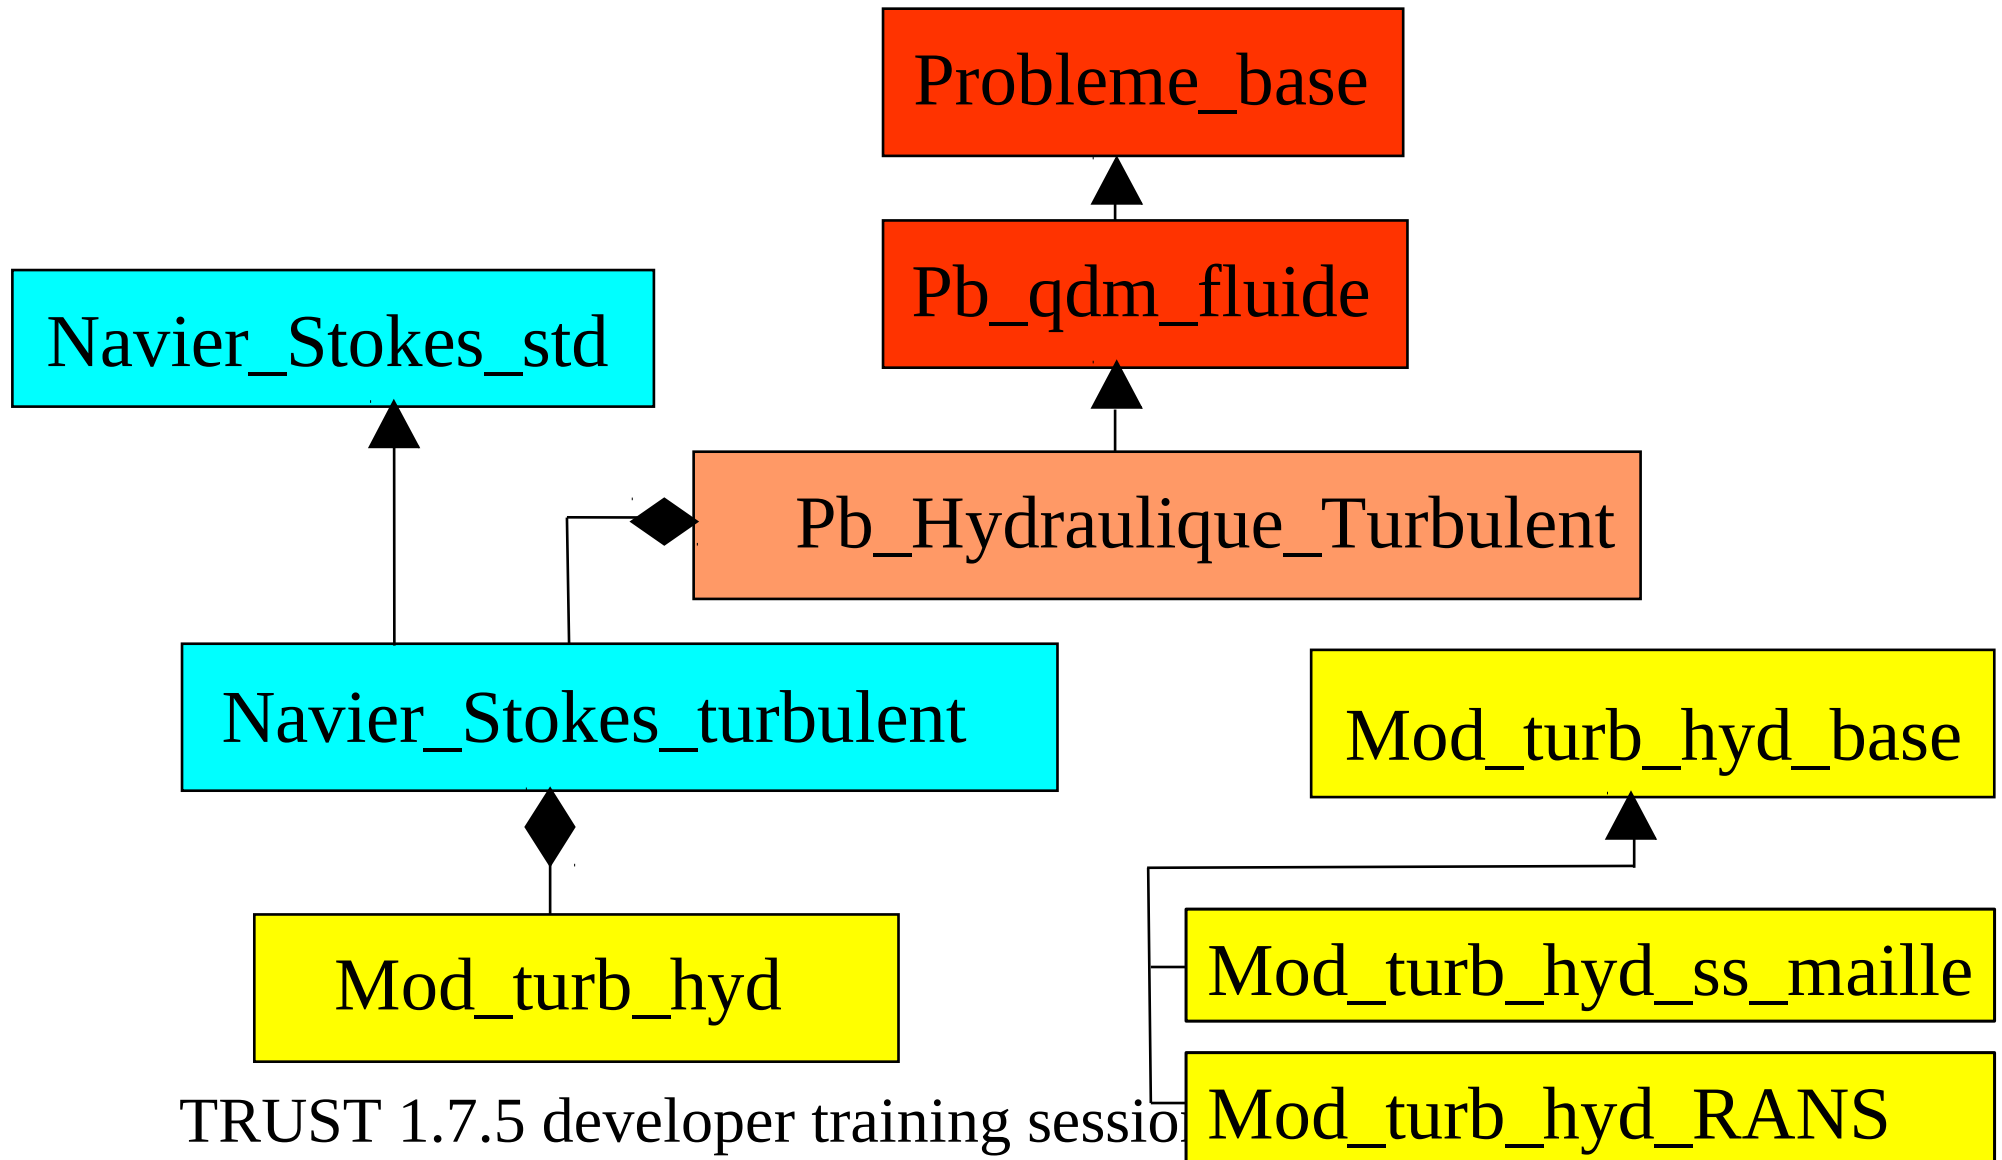 Probleme_base
Pb_qdm_fluide
Navier_Stokes_std
Pb_Hydraulique_Turbulent
Navier_Stokes_turbulent
Mod_turb_hyd_base
Mod_turb_hyd
Mod_turb_hyd_ss_maille
Mod_turb_hyd_RANS
TRUST 1.7.5 developer training